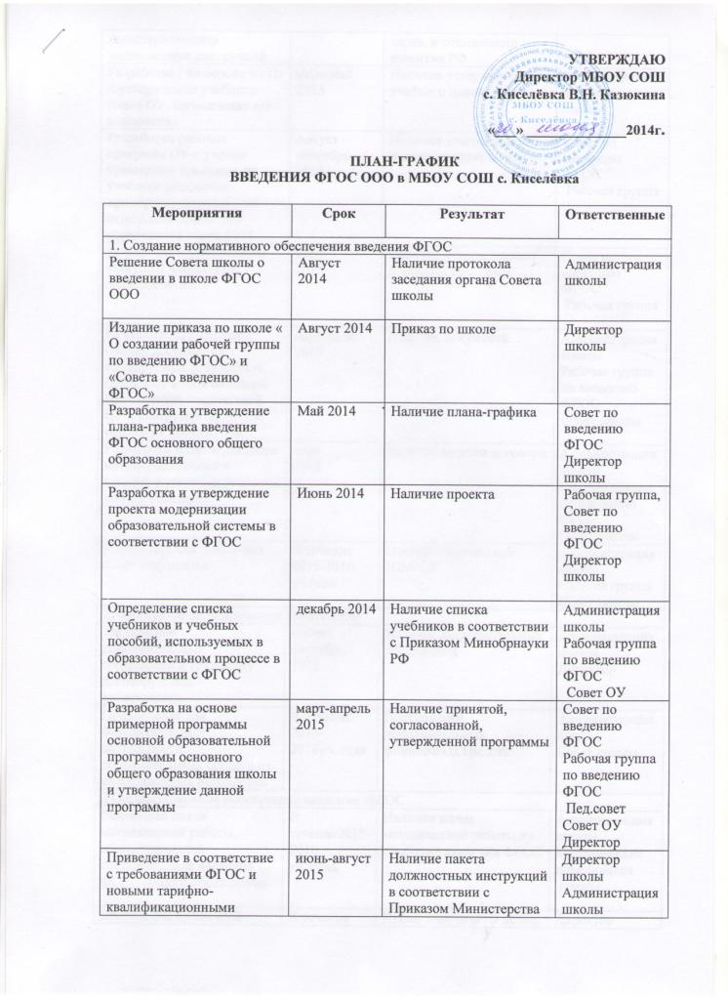 УТВЕРЖДАЮ
Директор МБОУ СОШ
с. Киселёвка В.Н. Казюкина
МБОУ СОШ
с. Киселёвка
«20» 2014г.
ПЛАН-ГРАФИК
ВВЕДЕНИЯ ФГОС ООО в МБОУ СОШ с. Киселёвка
Мероприятия Срок Результат Ответственные
1. Создание нормативного обеспечения введения ФГОС
Решение Совета школы о Август Наличие протокола Администрация
введении в школе ФГОС 2014 заседания органа Совета школы
ООО школы
Издание приказа по школе « Август 2014 Приказ по школе Директор
О создании рабочей группы школы
по введению ФГОС» и
«Совета по введению
ФГОС»
Разработка и утверждение Май 2014 Наличие плана-графика Совет по
плана-графика введения введению
ФГОС основного общего ФГОС
образования Директор
школы
Разработка и утверждение Июнь 2014 Наличие проекта Рабочая группа,
проекта модернизации Совет по
образовательной системы в введению
соответствии с ФГОС ФГОС
Директор
школы
Определение списка декабрь 2014 Наличие списка Администрация
учебников и учебных учебников в соответствии школы
пособий, используемых в с Приказом Минобрнауки Рабочая группа
образовательном процессе в РФ по введению
соответствии с ФГОС ФГОС
Совет ОУ
Разработка на основе март-апрель Наличие принятой, Совет по
примерной программы 2015 согласованной, введению
основной образовательной утвержденной программы ФГОС
программы основного Рабочая группа
общего образования школы по введению
и утверждение данной ФГОС
программы Пед.совет
Совет ОУ
Директор
Приведение в соответствие июнь-август Наличие пакета Директор
с требованиями ФГОС и 2015 должностных инструкций школы
новыми тарифно- в соответствии с Администрация
квалификационными Приказом Министерства школы